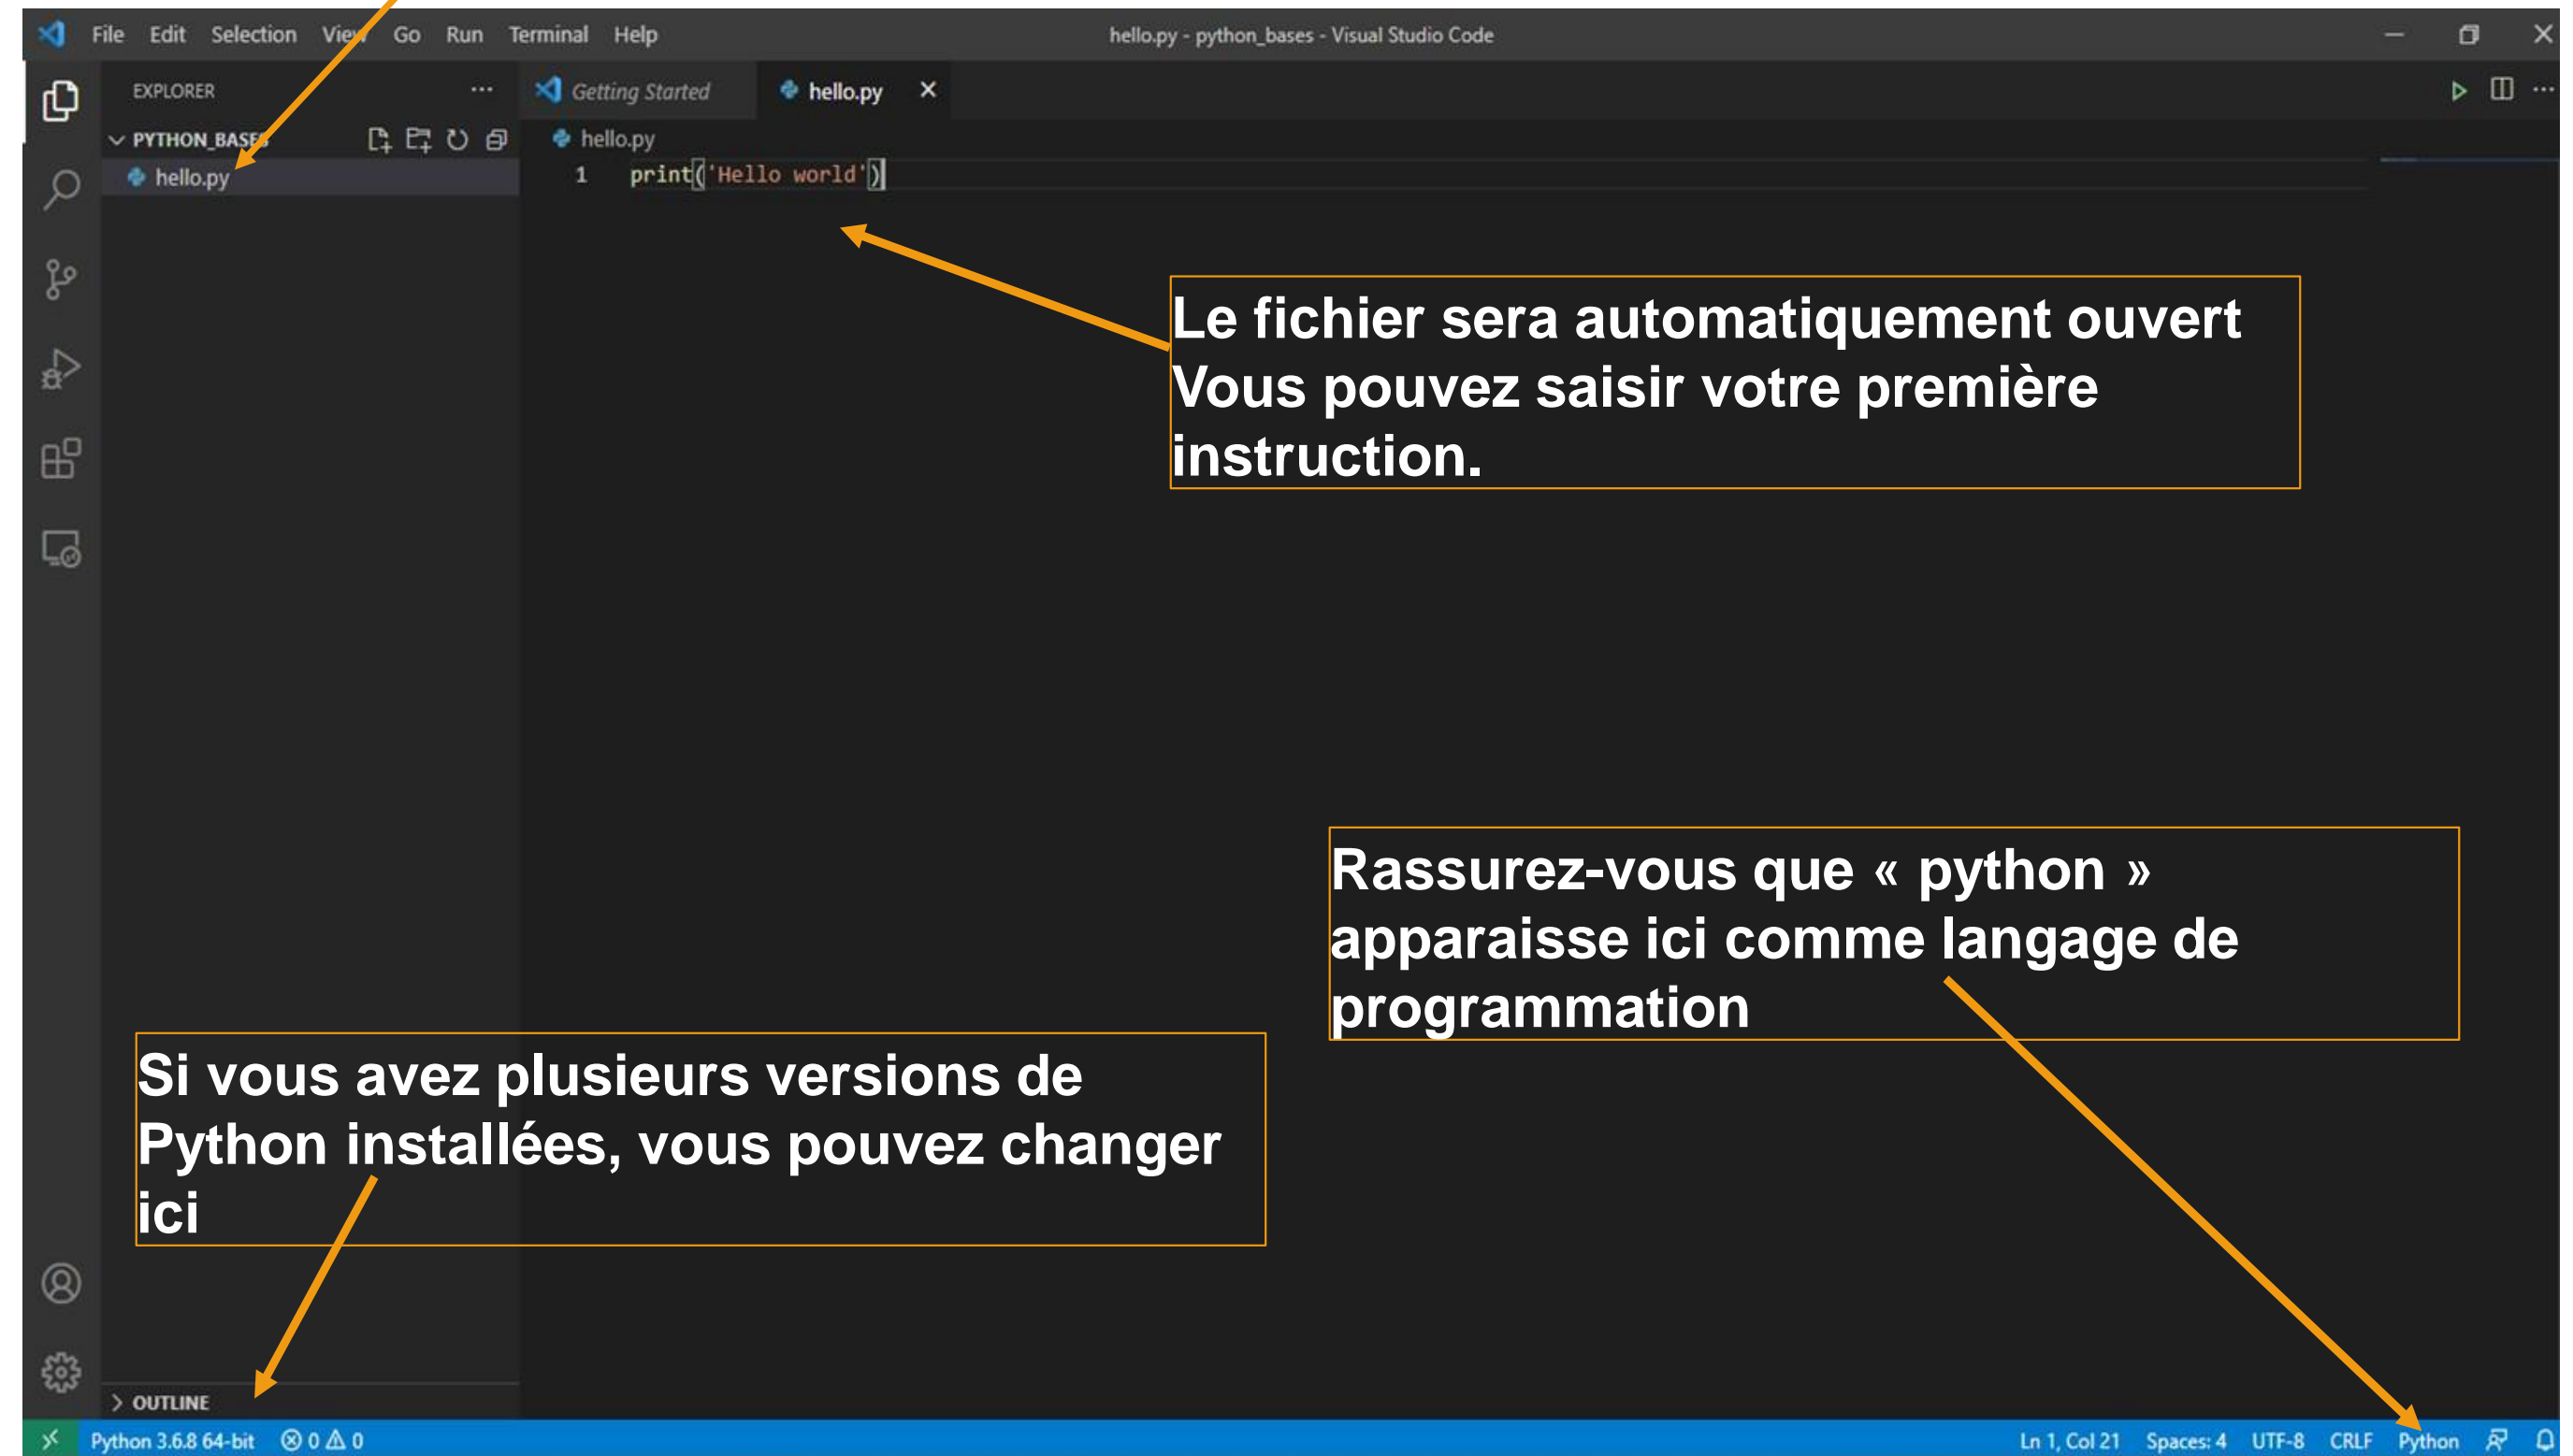 File Edit Selection View Go Run Terminal Help hello.py - python_bases - Visual Studio Code
EXPLORER ... Getting Started hello.py
PYTHON_BASES hello.py
hello.py 1 print('Hello world')
Le fichier sera automatiquement ouvert
Vous pouvez saisir votre première
instruction.
Rassurez-vous que « python »
apparaisse ici comme langage de
programmation
Si vous avez plusieurs versions de
Python installées, vous pouvez changer
ici
OUTLINE
Python 3.6.8 64-bit 0 0 Ln 1, Col 21 Spaces: 4 UTF-8 CRLF Python